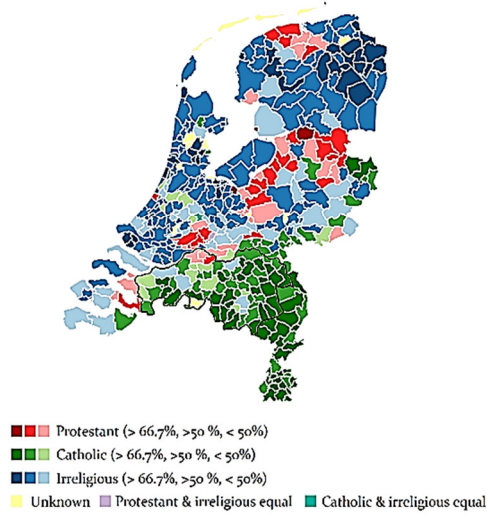 Protestant (> 66.7%, >50 %, < 50%)
Catholic (> 66.7%, >50 %, < 50%)
Irreligious (> 66.7%, >50 %, < 50%)
Unknown Protestant & irreligious equal Catholic & irreligious equal